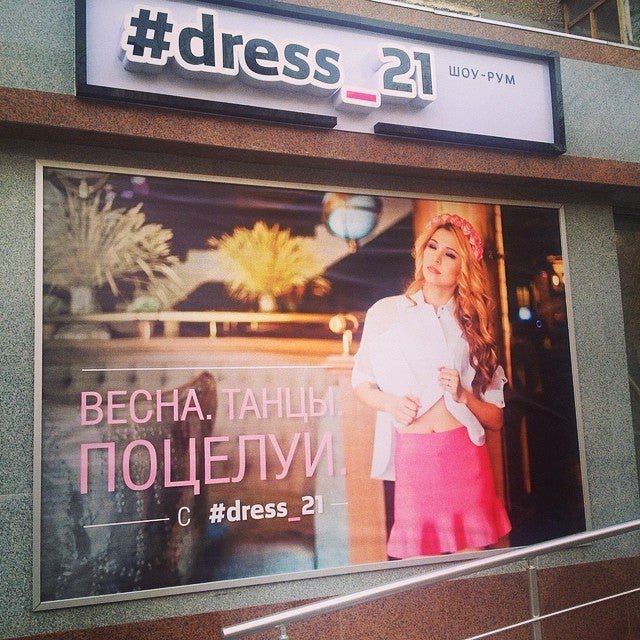 #dress_21 ШОУ-РУМ
ВЕСНА. ТАНЦЫ.
ПОЦЕЛУИ.
С #dress_21